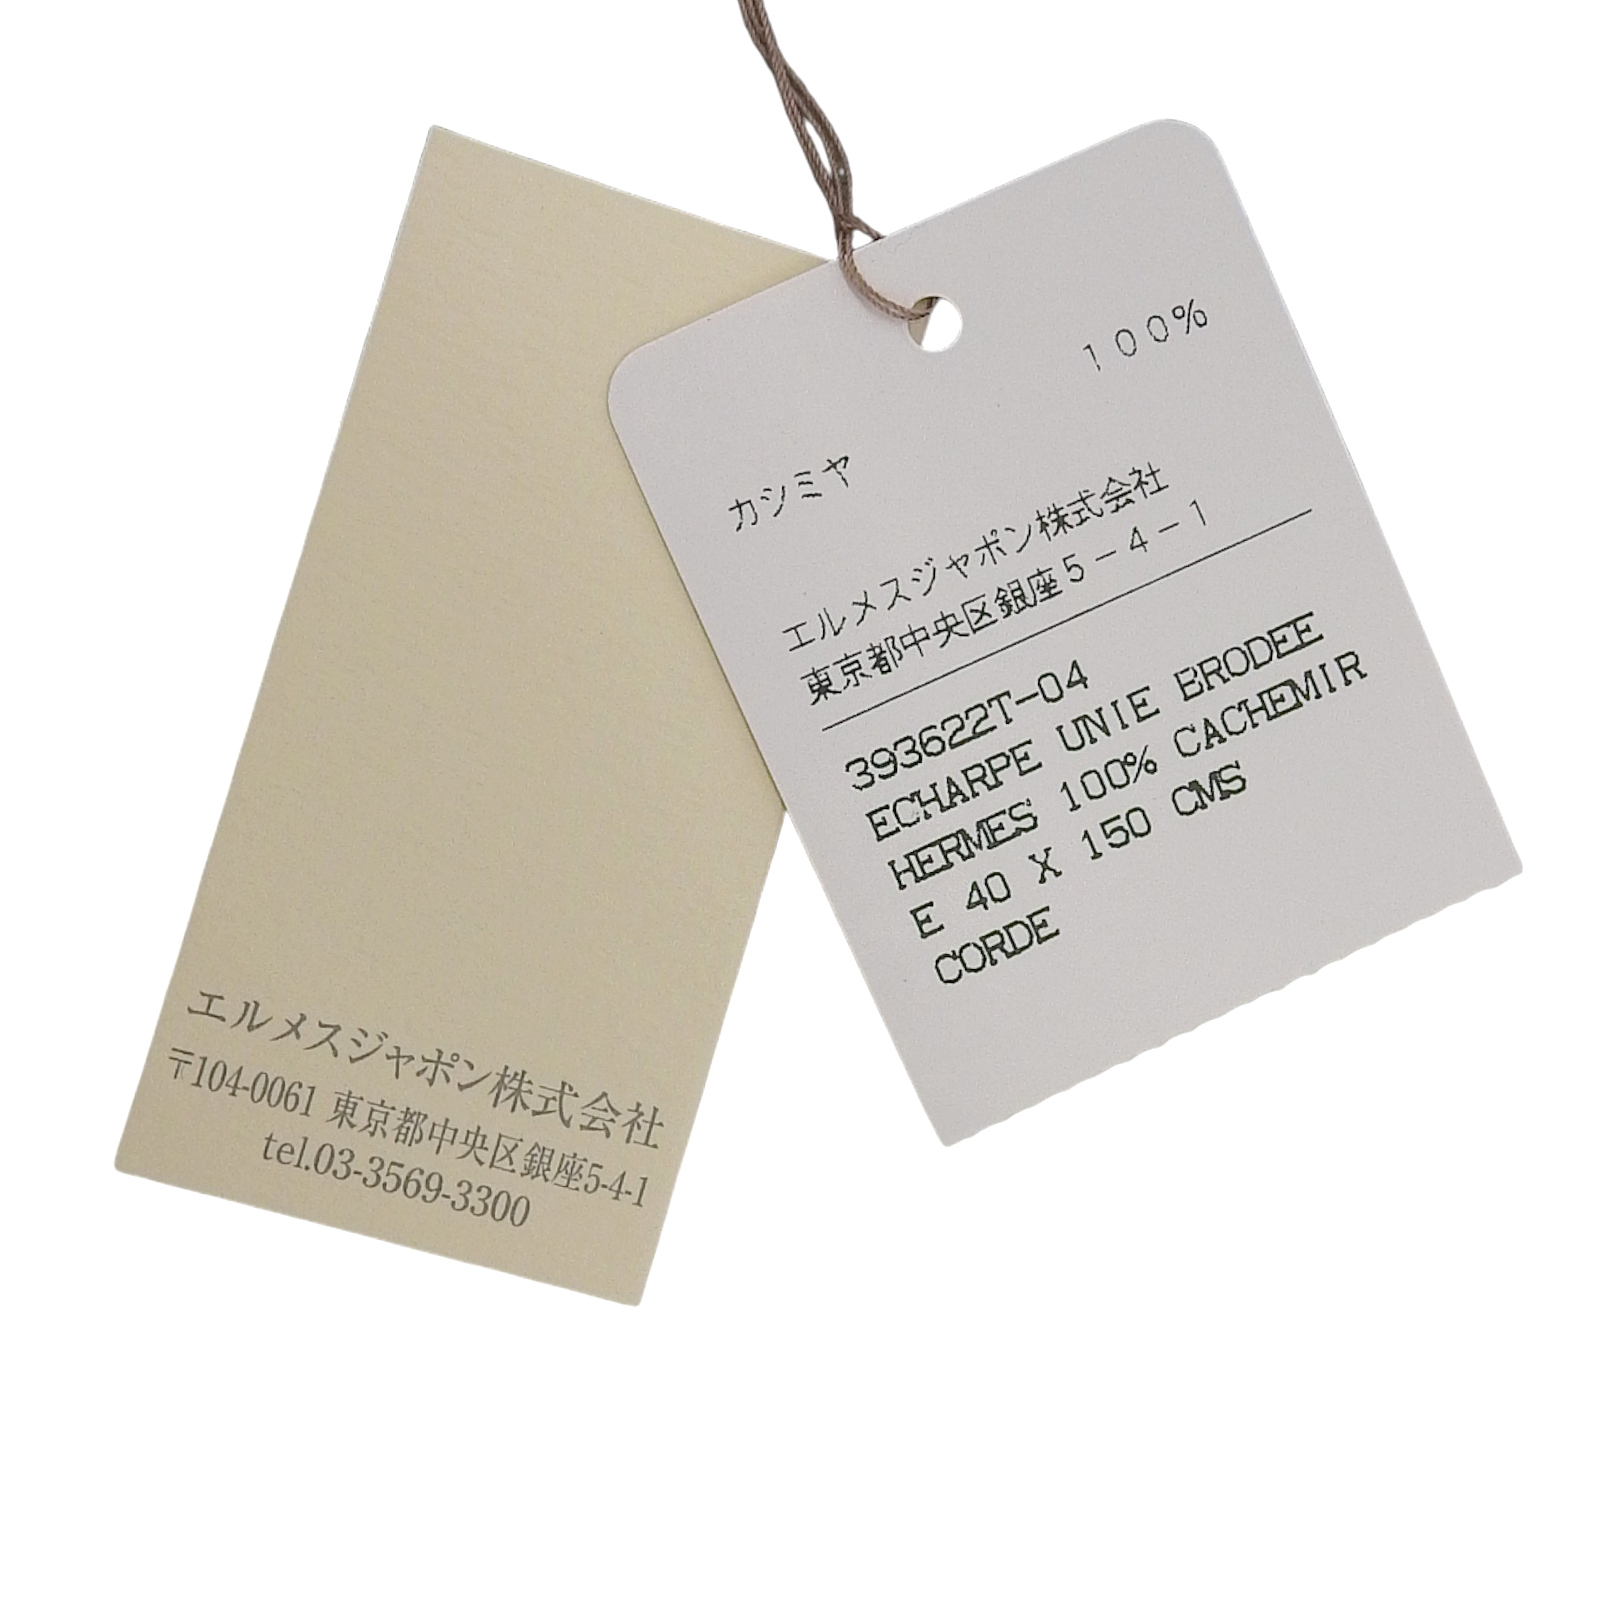 エルメスジャポン株式会社
〒104-0061 東京都中央区銀座5-4-1
tel.03-3569-3300
100%
カシミヤ
エルメスジャポン株式会社
東京都中央区銀座5-4-1
393622T-04
ECHARPE UNIE BRODEE
HERMES 100% CACHEMIR
E 40 X 150 CMS
CORDE